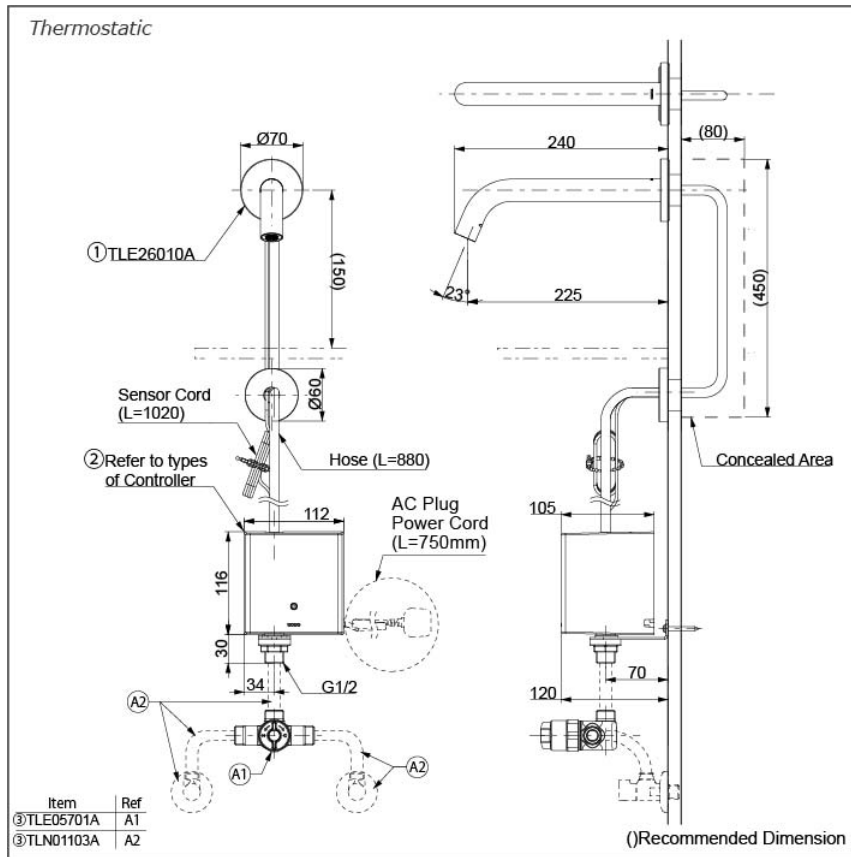 Thermostatic
Ø70
240
(80)
①TLE26010A
(150)
23°
225
(450)
Sensor Cord
(L=1020)
Ø60
②Refer to types
of Controller
Hose (L=880)
Concealed Area
112
AC Plug
Power Cord
(L=750mm)
105
116
30
34
G1/2
70
120
A2
A1
A2
Item Ref
③TLE05701A A1
③TLN01103A A2
()Recommended Dimension